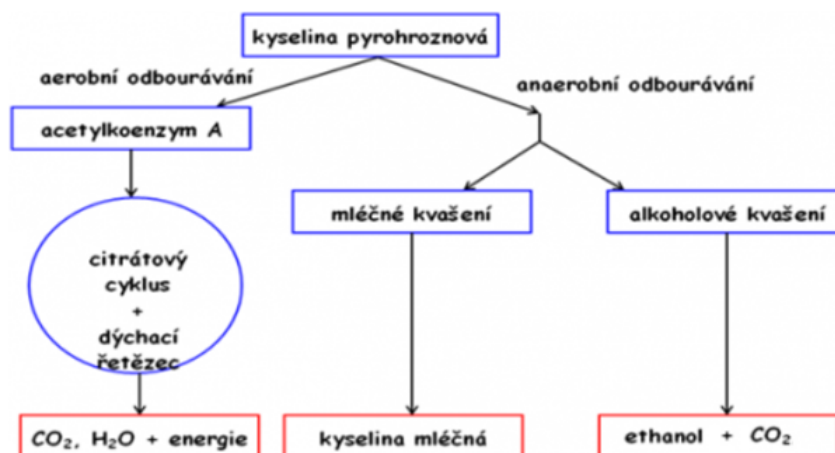 kyselina pyrohroznová
aerobní odbourávání
anaerobní odbourávání
acetylkoenzym A
mléčné kvašení
alkoholové kvašení
citrátový
cyklus
+
dýchací
řetězec
CO₂, H₂O + energie
kyselina mléčná
ethanol + CO₂